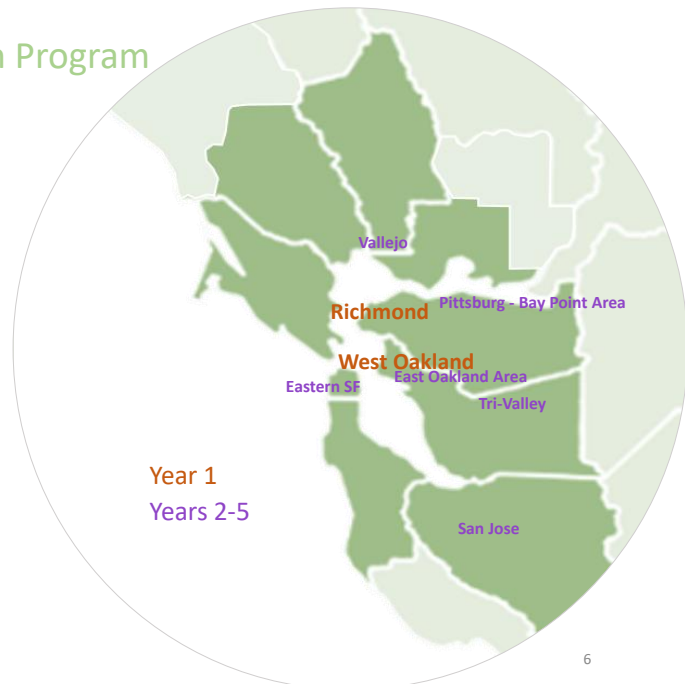 Program
Vallejo
Pittsburg - Bay Point Area
Richmond
West Oakland
East Oakland Area
Eastern SF
Tri-Valley
Year 1
Years 2-5
San Jose
6